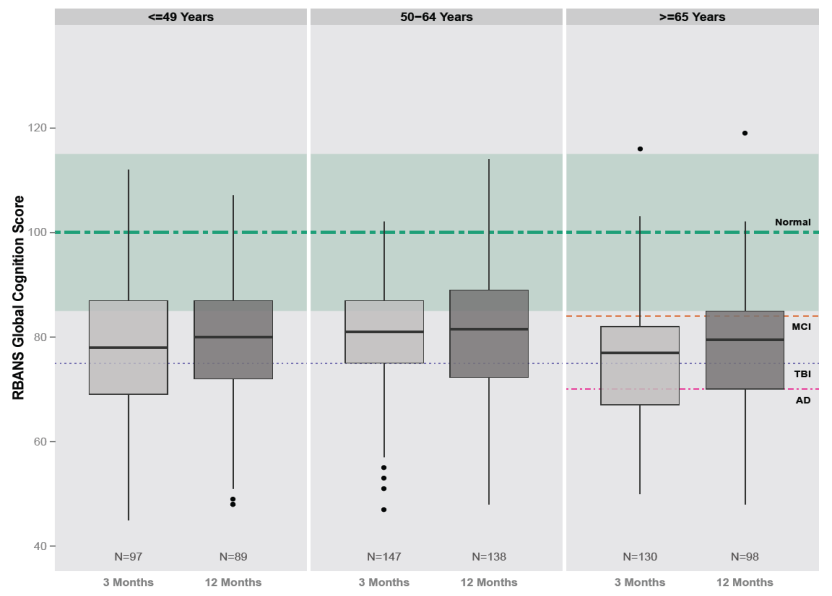 <=49 Years
50−64 Years
>=65 Years
RBANS Global Cognition Score
120
100
80
60
40
Normal
MCI
TBI
AD
N=97
N=89
N=147
N=138
N=130
N=98
3 Months
12 Months
3 Months
12 Months
3 Months
12 Months